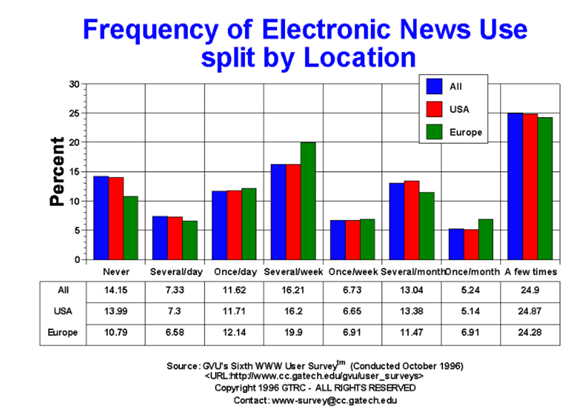 Frequency of Electronic News Use
split by Location
All
USA
Europe
Percent
30
25
20
15
10
5
0
Never Several/day Once/day Several/week Once/week Several/month Once/month A few times
All 14.15 7.33 11.62 16.21 6.73 13.04 5.24 24.9
USA 13.99 7.3 11.71 16.2 6.65 13.38 5.14 24.87
Europe 10.79 6.58 12.14 19.9 6.91 11.47 6.91 24.28
Source: GVU's Sixth WWW User Survey™ (Conducted October 1996)
<URL:http://www.cc.gatech.edu/gvu/user_surveys>
Copyright 1996 GTRC - ALL RIGHTS RESERVED
Contact: www-survey@cc.gatech.edu